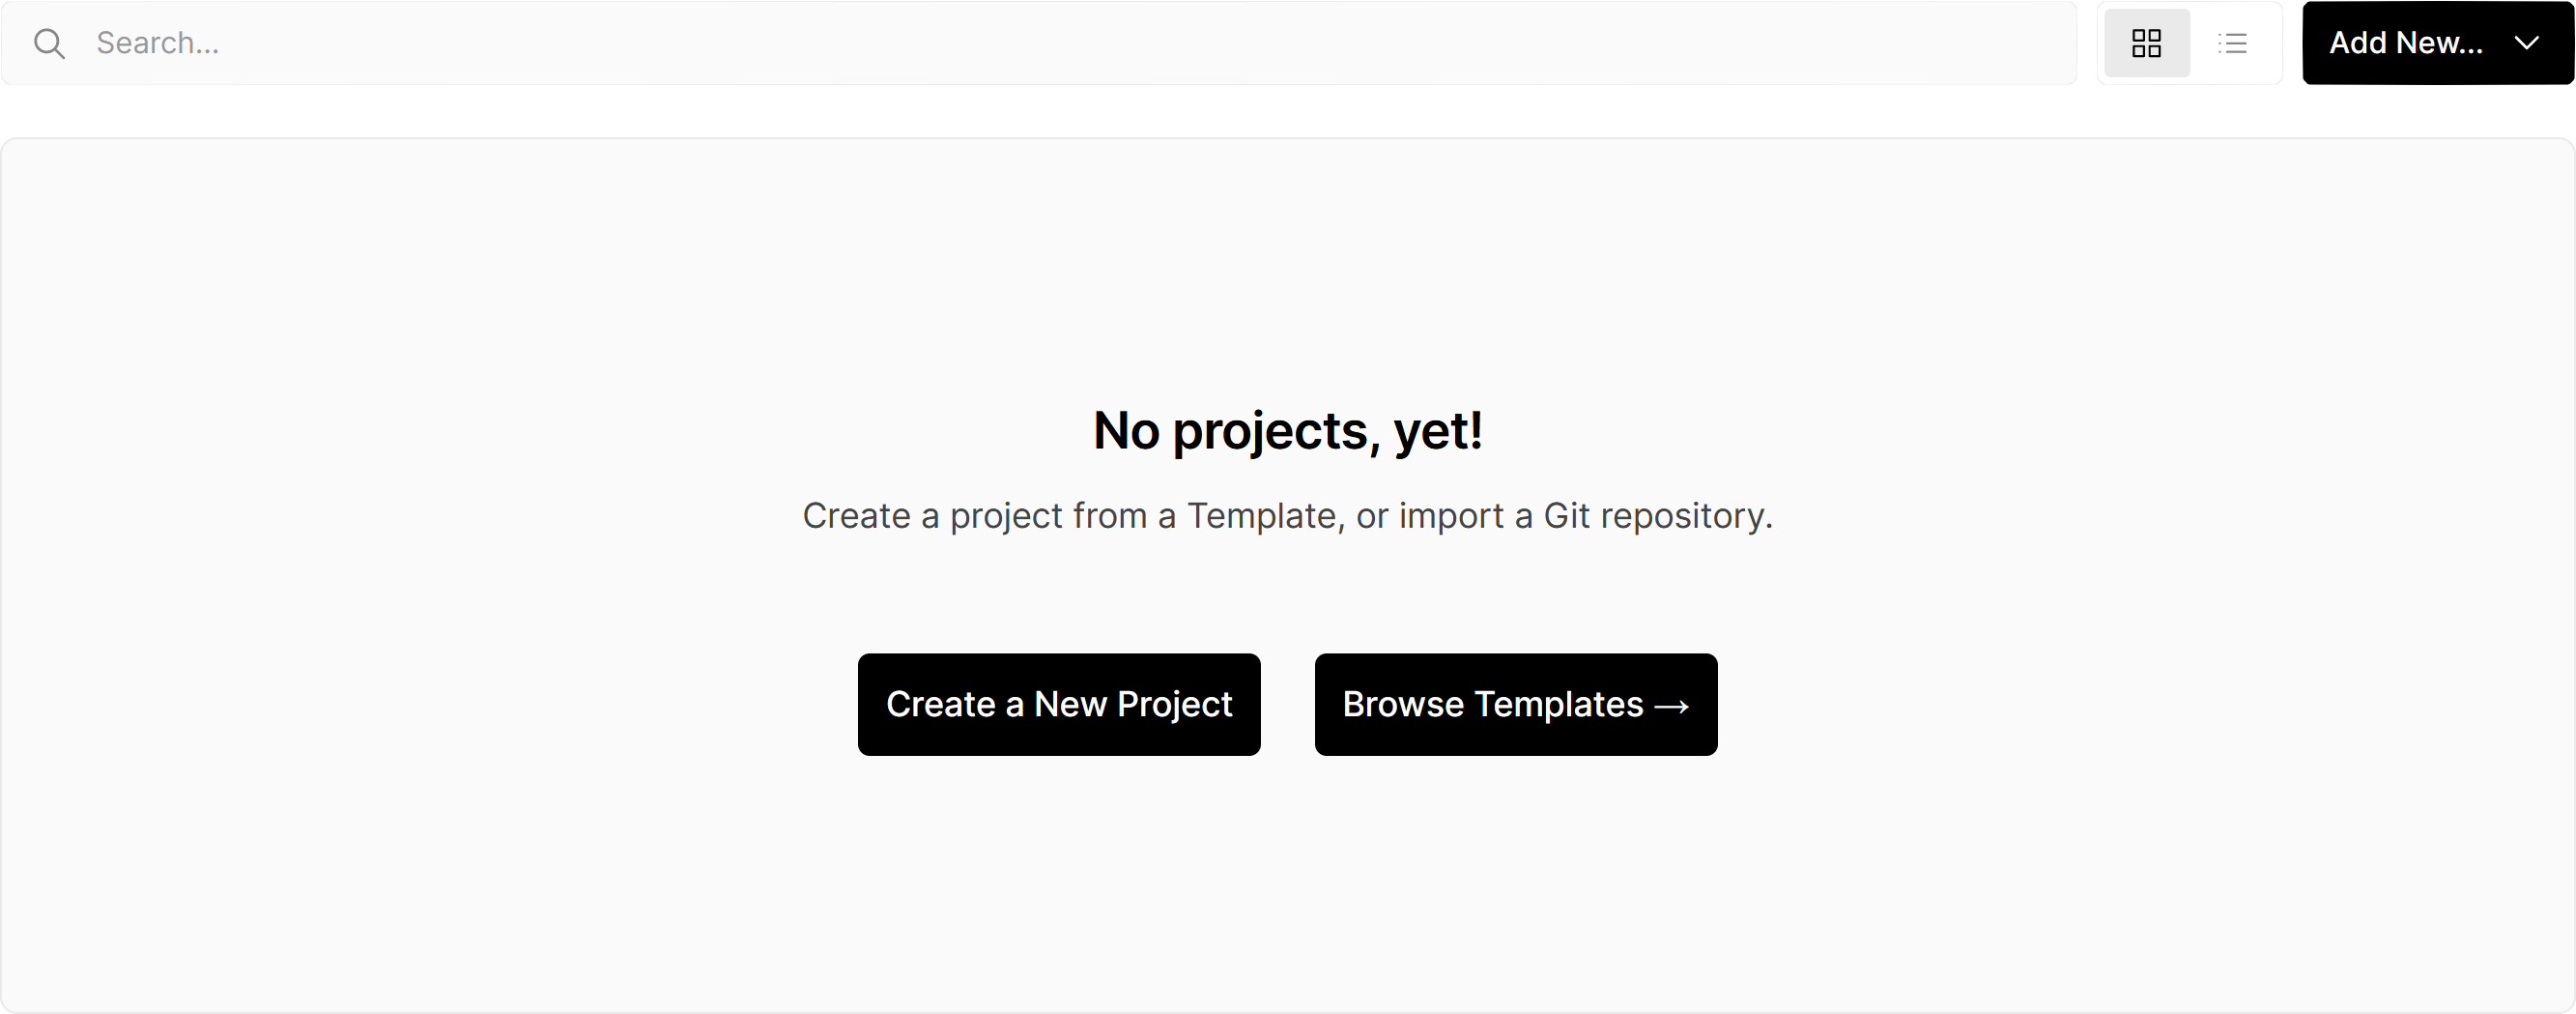 Search...
Add New...
No projects, yet!
Create a project from a Template, or import a Git repository.
Create a New Project
Browse Templates →